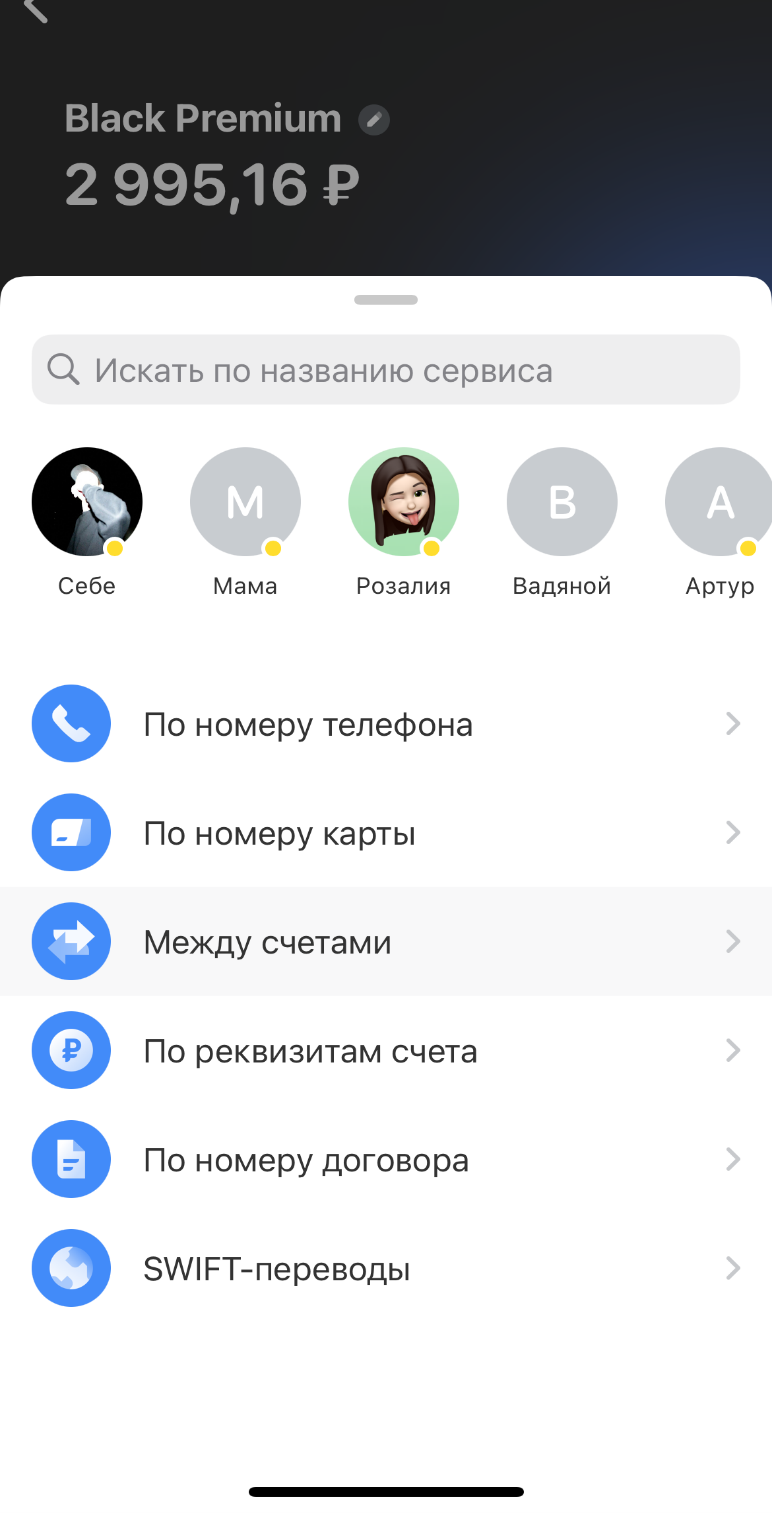 Black Premium
2 995,16 ₽
Искать по названию сервиса
М В А
Себе Мама Розалия Вадяной Артур
По номеру телефона
По номеру карты
Между счетами
По реквизитам счета
По номеру договора
SWIFT-переводы